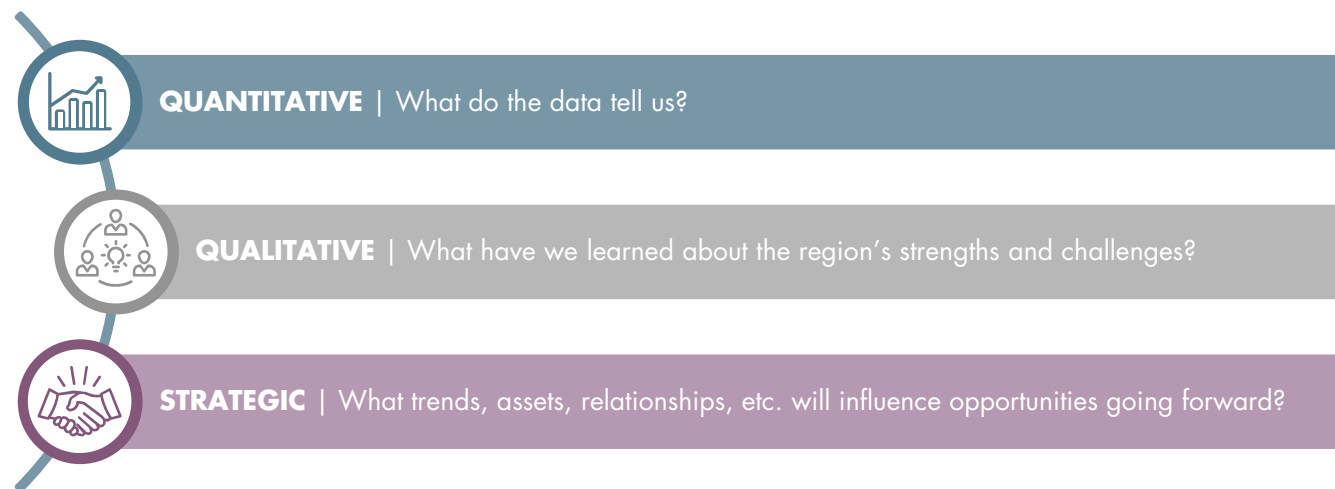 QUANTITATIVE | What do the data tell us?
QUALITATIVE | What have we learned about the region’s strengths and challenges?
STRATEGIC | What trends, assets, relationships, etc. will influence opportunities going forward?